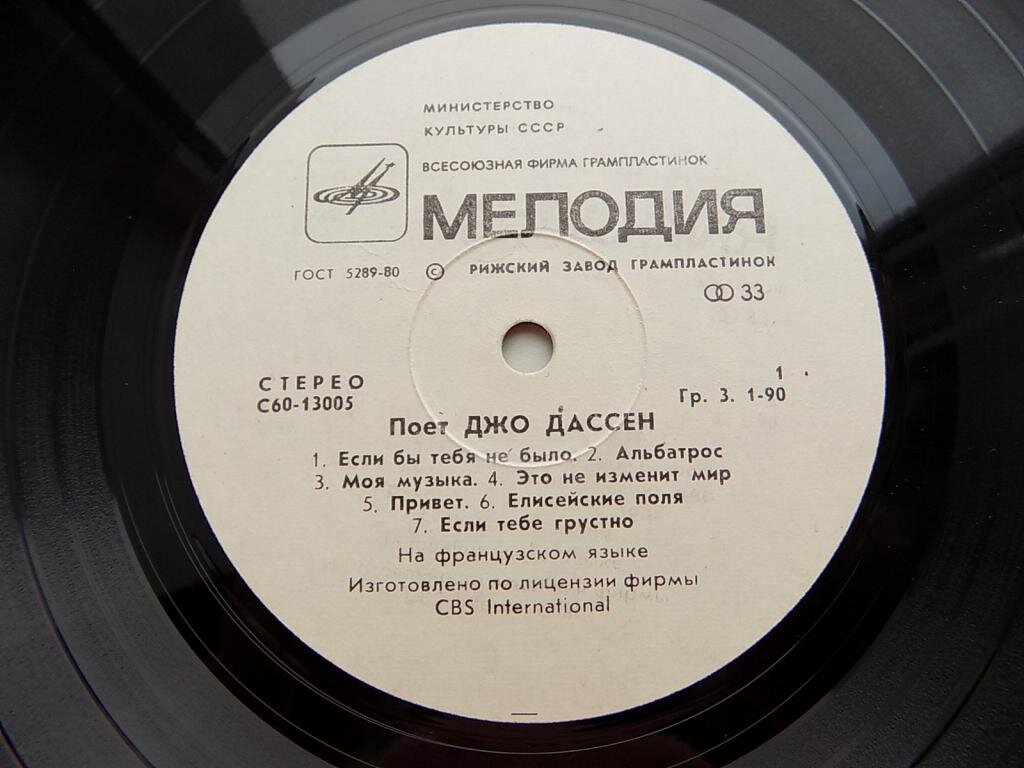 МИНИСТЕРСТВО
КУЛЬТУРЫ СССР
ВСЕСОЮЗНАЯ ФИРМА ГРАМПЛАСТИНОК
МЕЛОДИЯ
ГОСТ 5289-80 © РИЖСКИЙ ЗАВОД ГРАМПЛАСТИНОК
33
СТЕРЕО
С60-13005
1
Гр. 3. 1-90
Поет ДЖО ДАССЕН
1. Если бы тебя не было. 2. Альбатрос
3. Моя музыка. 4. Это не изменит мир
5. Привет. 6. Елисейские поля
7. Если тебе грустно
На французском языке
Изготовлено по лицензии фирмы
CBS International